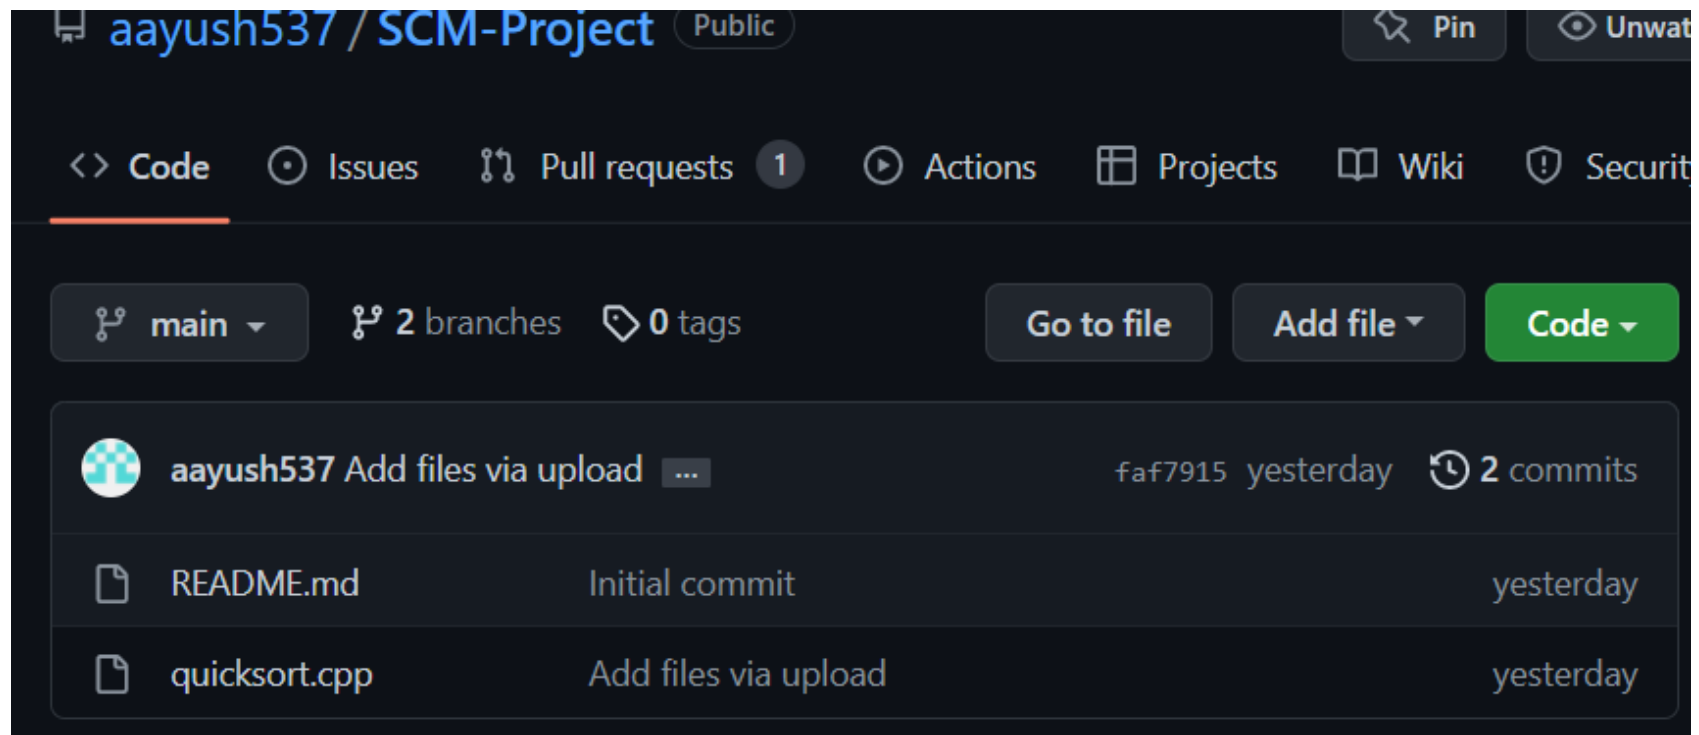 aayush537 / SCM-Project Public Pin
Code Issues Pull requests 1 Actions Projects Wiki
main 2 branches 0 tags Go to file Add file Code
aayush537 Add files via upload ... faf7915 yesterday 2 commits
README.md Initial commit yesterday
quicksort.cpp Add files via upload yesterday